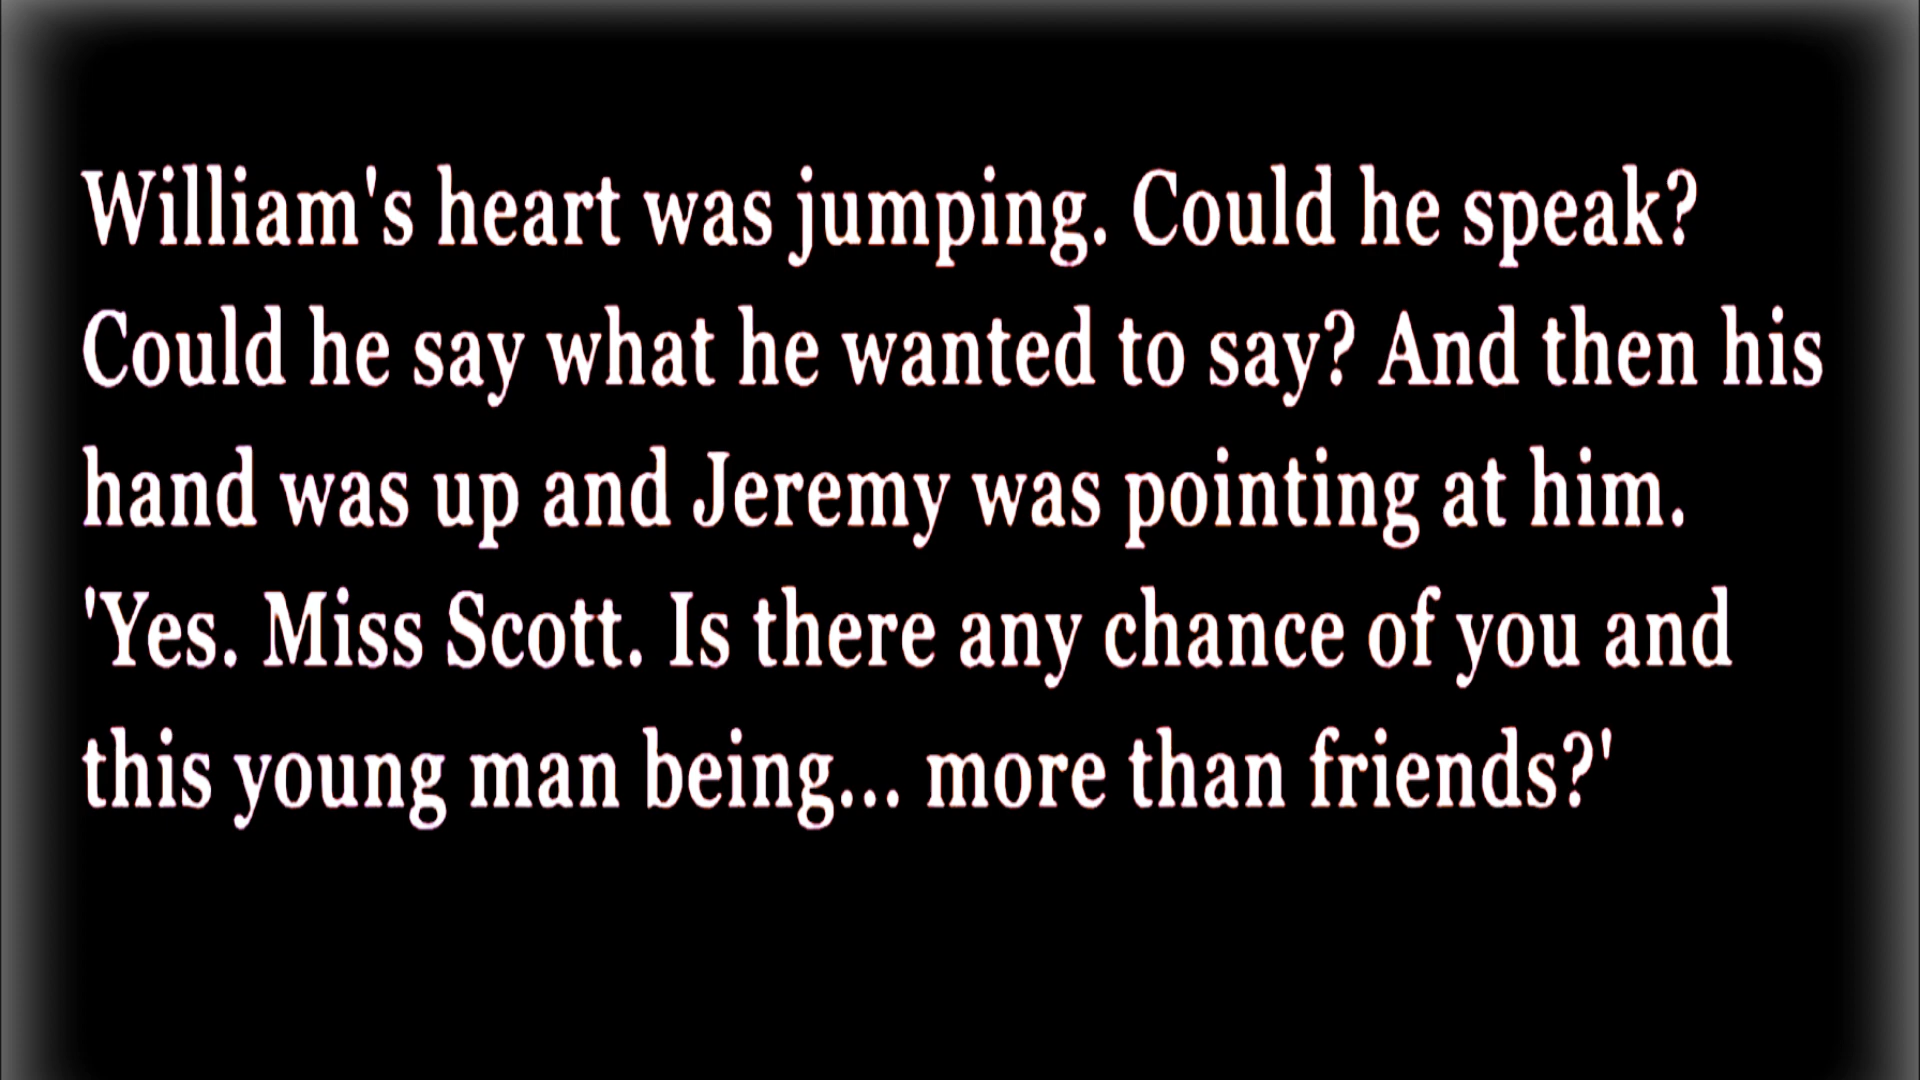 William's heart was jumping. Could he speak?
Could he say what he wanted to say? And then his
hand was up and Jeremy was pointing at him.
'Yes. Miss Scott. Is there any chance of you and
this young man being... more than friends?'